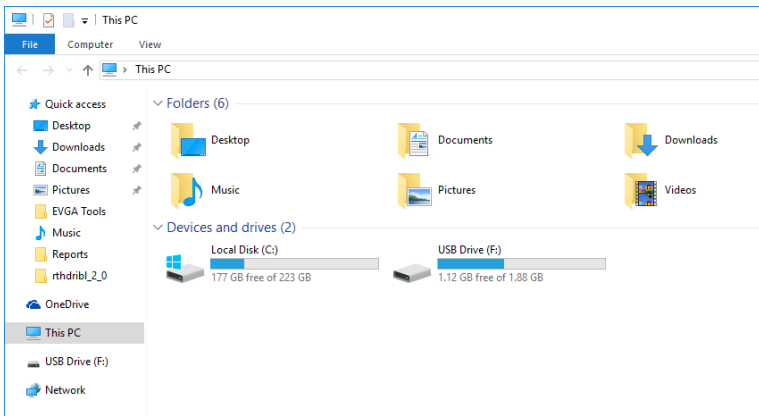 This PC
File Computer View
This PC
Quick access
Desktop
Downloads
Documents
Pictures
EVGA Tools
Music
Reports
rthdribl_2_0
OneDrive
This PC
USB Drive (F:)
Network
Folders (6)
Desktop Documents Downloads
Music Pictures Videos
Devices and drives (2)
Local Disk (C:) USB Drive (F:)
177 GB free of 223 GB 1.12 GB free of 1.88 GB